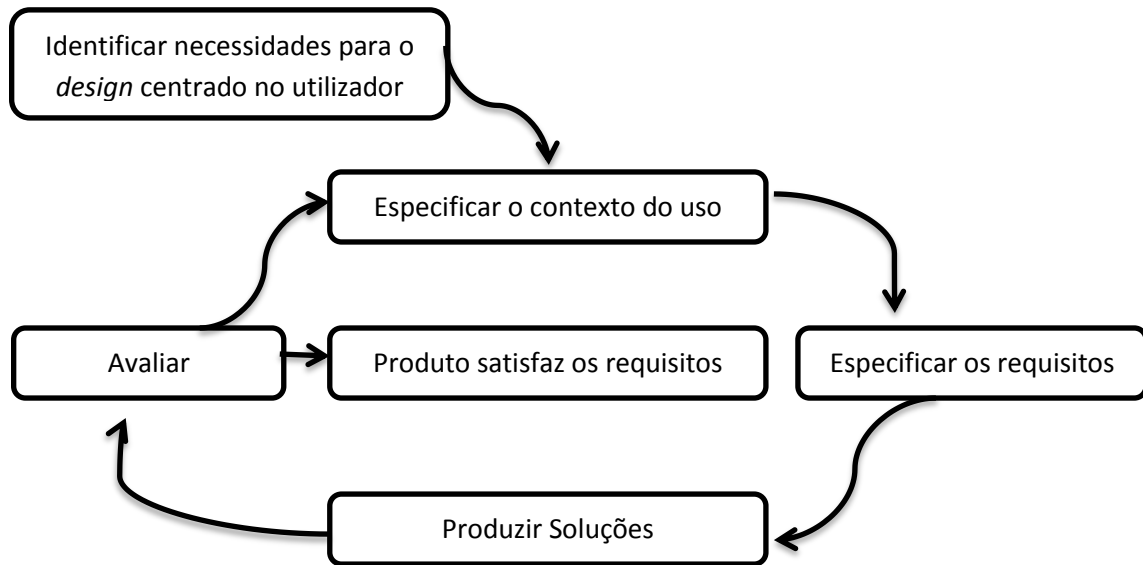 Identificar necessidades para o
design centrado no utilizador
Especificar o contexto do uso
Avaliar
Produto satisfaz os requisitos
Especificar os requisitos
Produzir Soluções